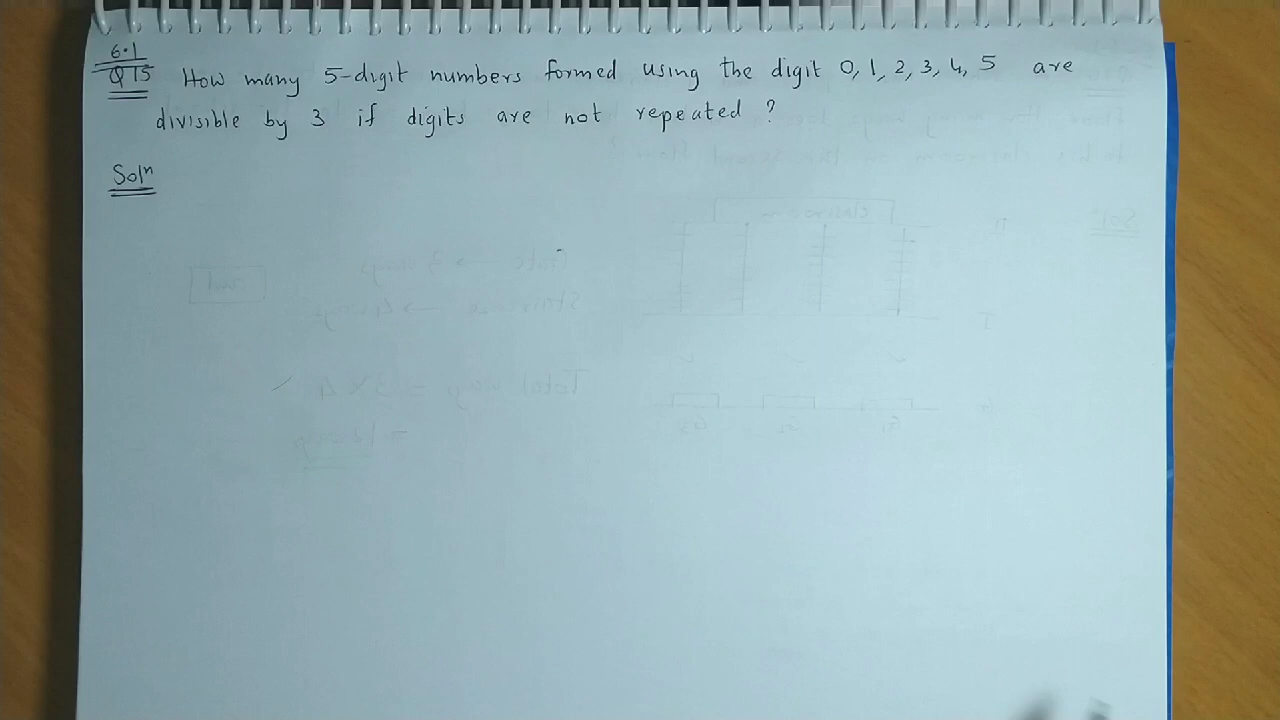 6.1
Q 15 How many 5-digit numbers formed using the digit 0, 1, 2, 3, 4, 5 are
divisible by 3 if digits are not repeated ?
Solⁿ